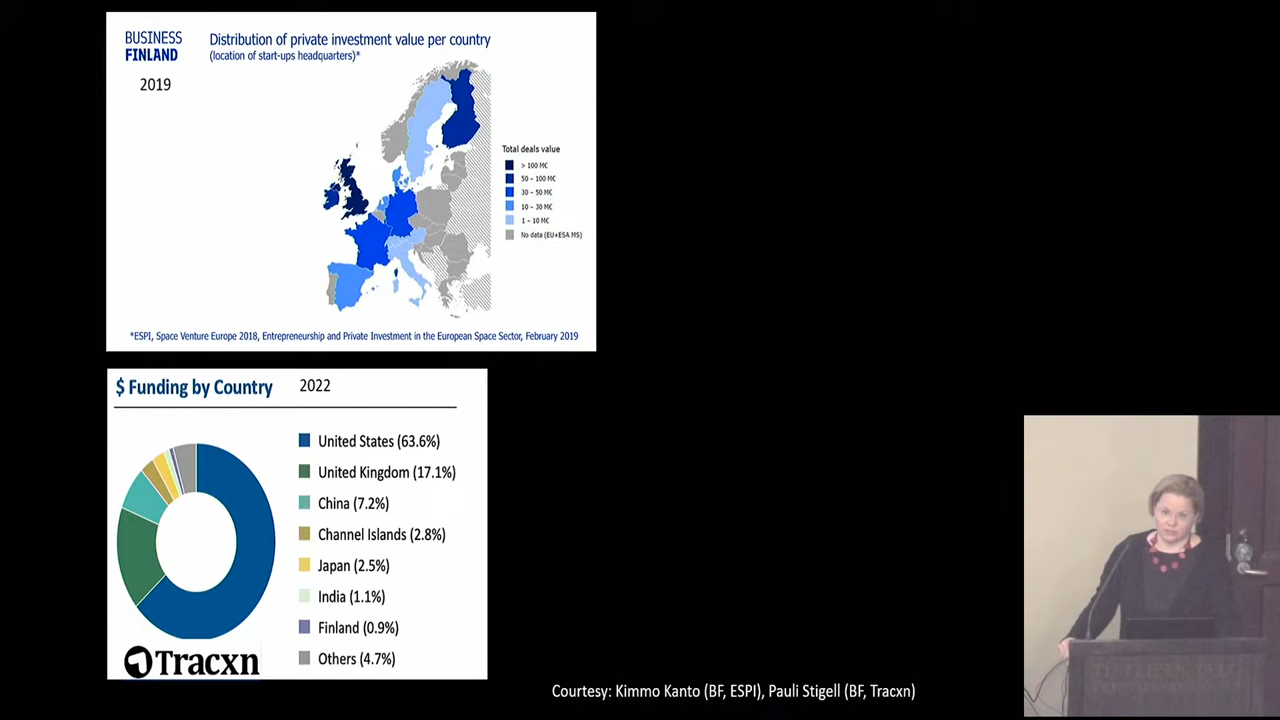 BUSINESS
FINLAND
2019
Distribution of private investment value per country
(location of start-ups headquarters)*
Total deals value
> 100 M€
50 – 100 M€
30 – 50 M€
10 – 30 M€
1 – 10 M€
No data (EU+ESA MS)
*ESPI, Space Venture Europe 2018, Entrepreneurship and Private Investment in the European Space Sector, February 2019
$ Funding by Country
2022
United States (63.6%)
United Kingdom (17.1%)
China (7.2%)
Channel Islands (2.8%)
Japan (2.5%)
India (1.1%)
Finland (0.9%)
Others (4.7%)
Tracxn
Courtesy: Kimmo Kanto (BF, ESPI), Pauli Stigell (BF, Tracxn)